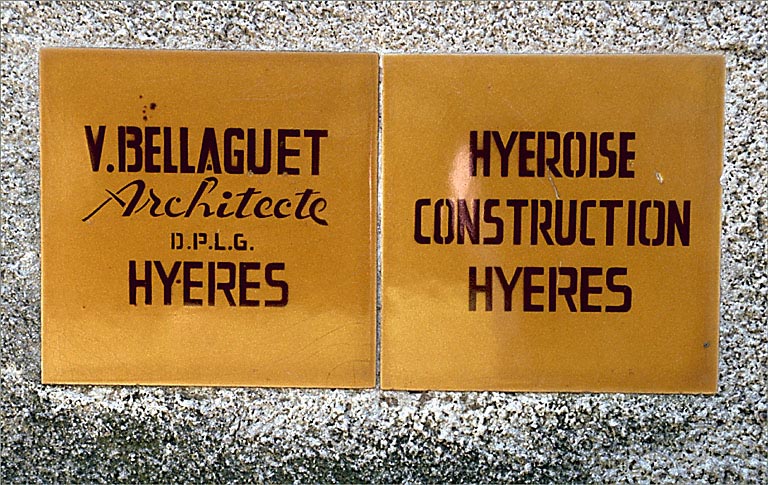 V. BELLAGUET
Architecte
D.P.L.G.
HYERES
HYEROISE
CONSTRUCTION
HYERES